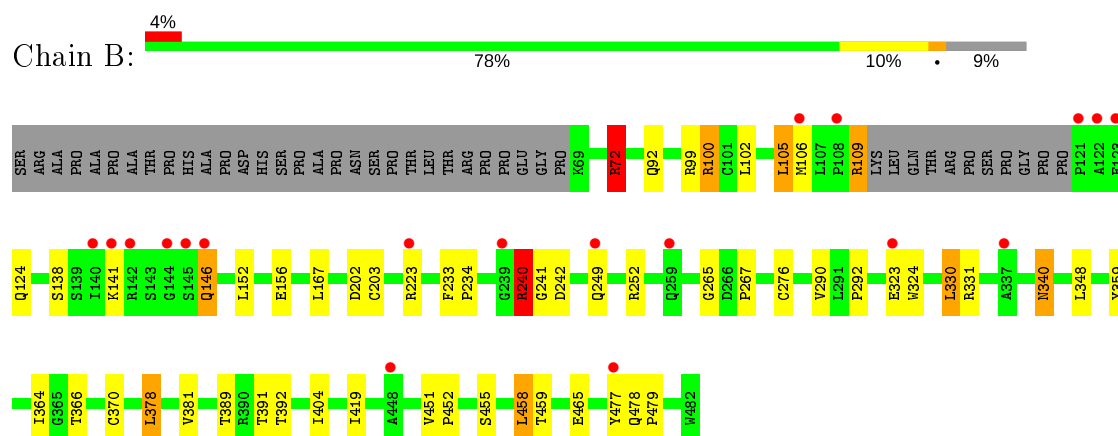 4%
Chain B:
78% 10% • 9%
SER ARG ALA PRO ALA PRO ALA THR PRO HIS ALA PRO ASP HIS SER PRO ALA PRO ASN SER PRO THR LEU THR ARG PRO PRO GLU GLY PRO K69 R72 Q92 R99 R100 C101 L102 L105 M106 L107 P108 R109 LYS LEU GLN THR ARG PRO SER PRO GLY PRO PRO P121 A122 E123
Q124 S138 S139 I140 K141 R142 S143 G144 S145 Q146 L152 E156 L167 D202 C203 R223 F233 P234 G239 R240 G241 D242 Q249 R252 Q259 G265 D266 P267 C276 V290 L291 P292 E323 W324 L330 R331 A337 N340 L348 Y359
I364 G365 T366 C370 L378 V381 T389 R390 T391 T392 I404 I419 A448 V451 P452 S455 L458 T459 E465 Y477 Q478 P479 W482